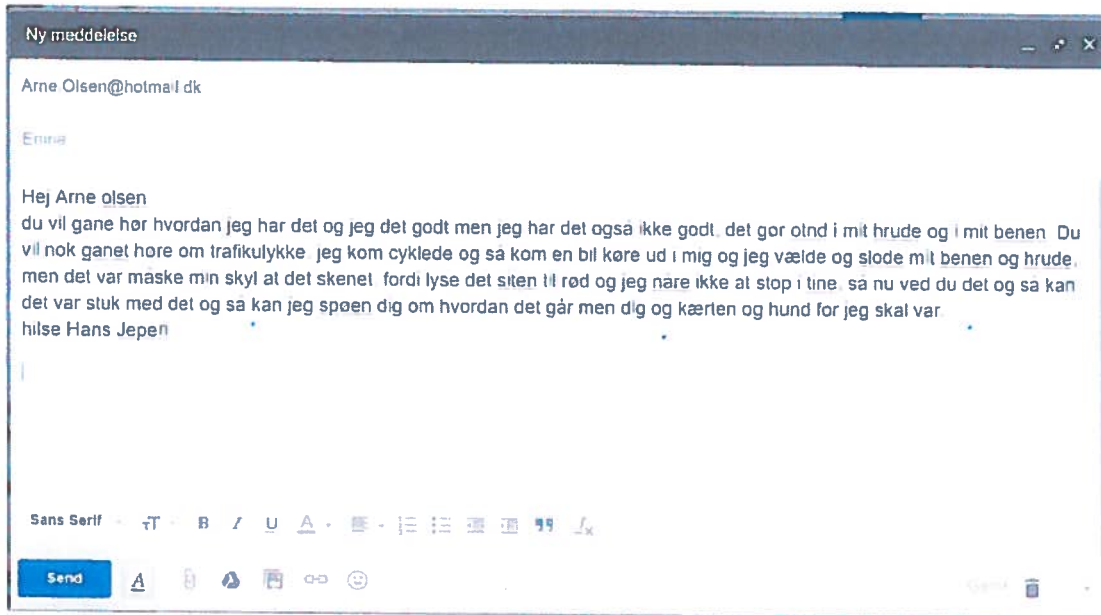 Ny meddelelse
Arne Olsen@hotmail dk
Emne
Hej Arne olsen
du vil gane hør hvordan jeg har det og jeg det godt men jeg har det også ikke godt. det gør otnd i mit hrude og i mit benen Du
vil nok ganet høre om trafikulykke. jeg kom cyklede og så kom en bil køre ud i mig og jeg vælde og slode mit benen og hrude.
men det var måske min skyl at det skenet fordi lyse det siten til rød og jeg nåre ikke at stop i tine. så nu ved du det og så kan
det var stuk med det og så kan jeg spøen dig om hvordan det går men dig og kærten og hund for jeg skal var.
hilse Hans Jepen
Sans Serif
Send